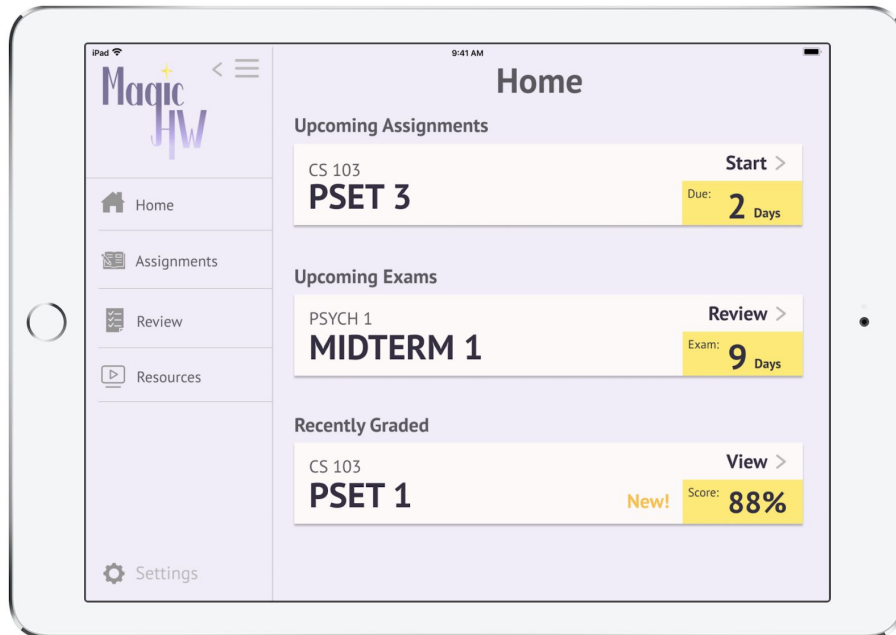 iPad
9:41 AM
Magic
HW
Home
Assignments
Review
Resources
Settings
Home
Upcoming Assignments
CS 103
PSET 3
Start >
Due: 2 Days
Upcoming Exams
PSYCH 1
MIDTERM 1
Review >
Exam: 9 Days
Recently Graded
CS 103
PSET 1
New!
View >
Score: 88%